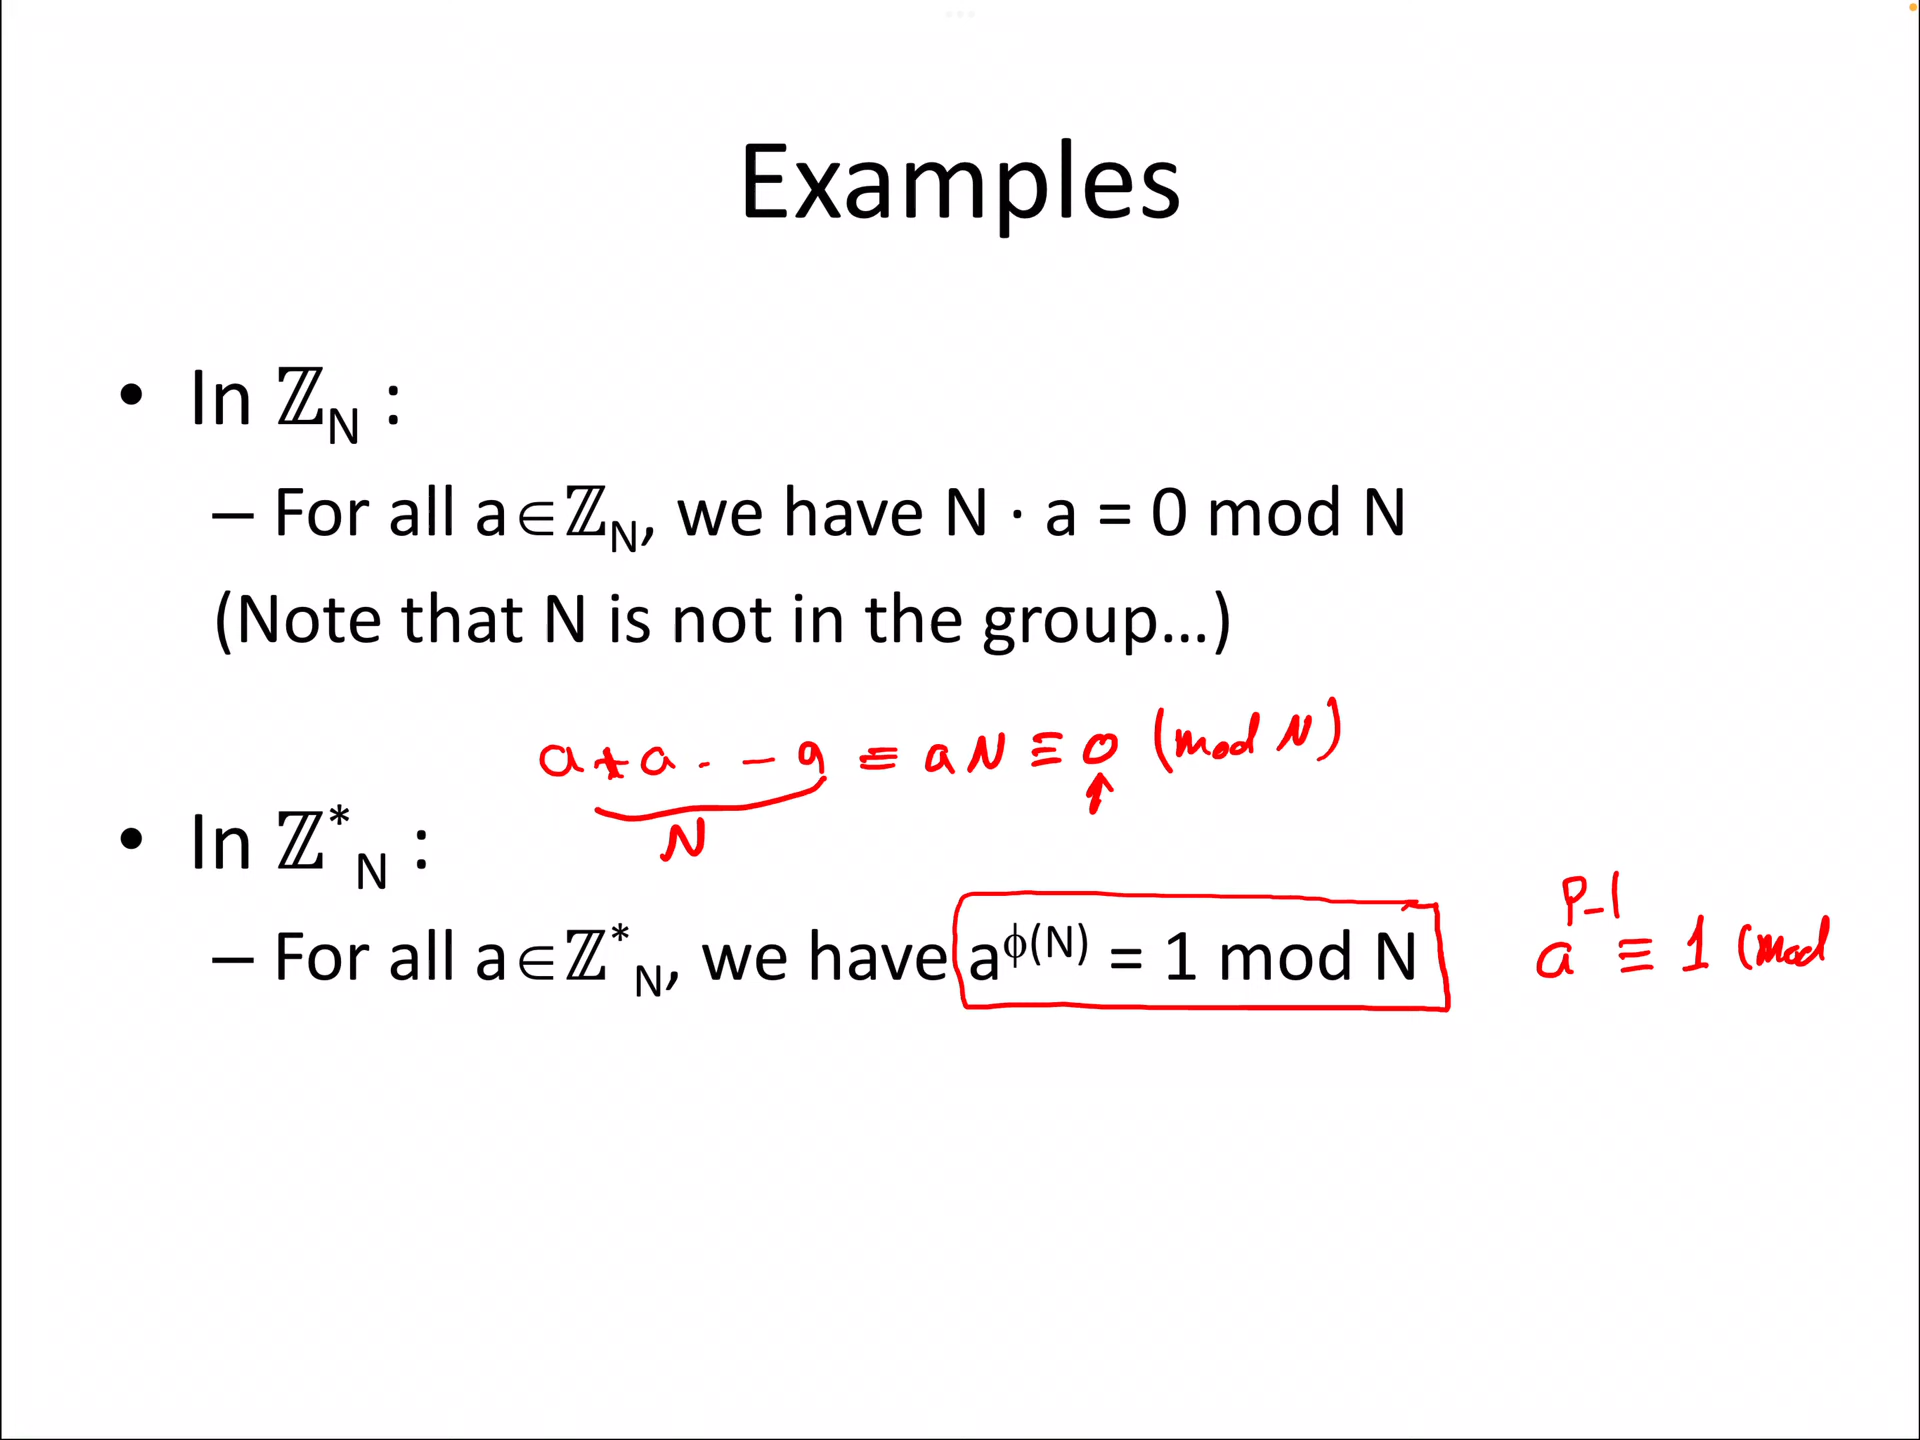 Examples
• In ℤN :
– For all a∈ℤN, we have N · a = 0 mod N
(Note that N is not in the group…)
a+a. - - a ≡ aN ≡ 0 (mod N)
N
• In ℤ*N :
– For all a∈ℤ*N, we have aϕ(N) = 1 mod N
a^P-1 ≡ 1 (mod